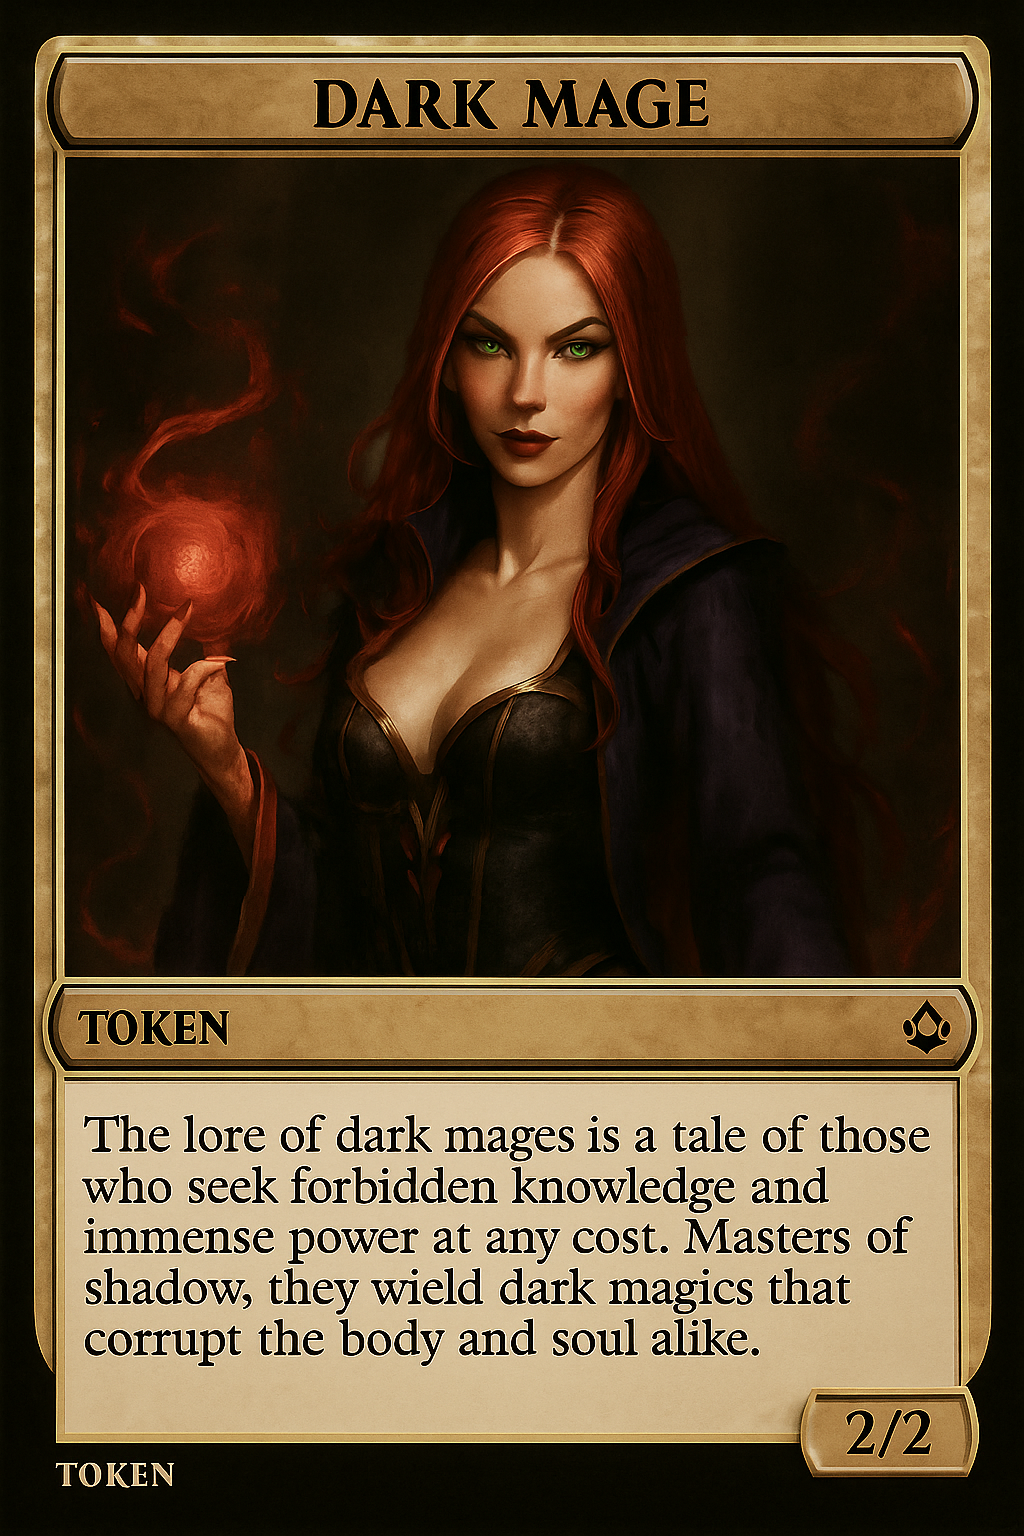 DARK MAGE
TOKEN
The lore of dark mages is a tale of those
who seek forbidden knowledge and
immense power at any cost. Masters of
shadow, they wield dark magics that
corrupt the body and soul alike.
2/2
TOKEN